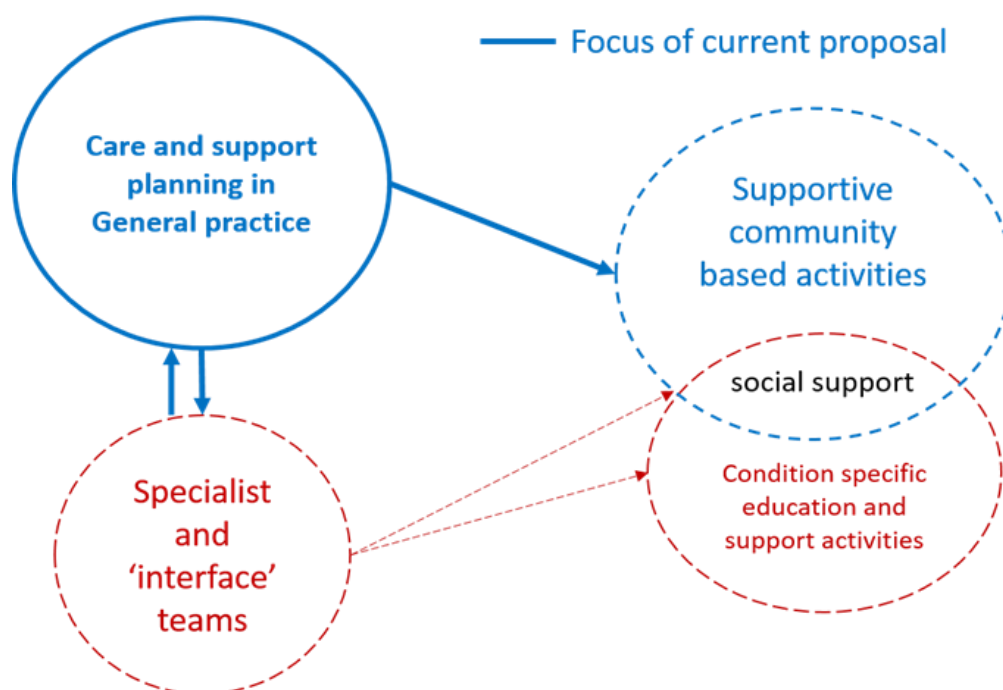 Focus of current proposal
Care and support
planning in
General practice
Supportive
community
based activities
social support
Condition specific
education and
support activities
Specialist
and
‘interface’
teams